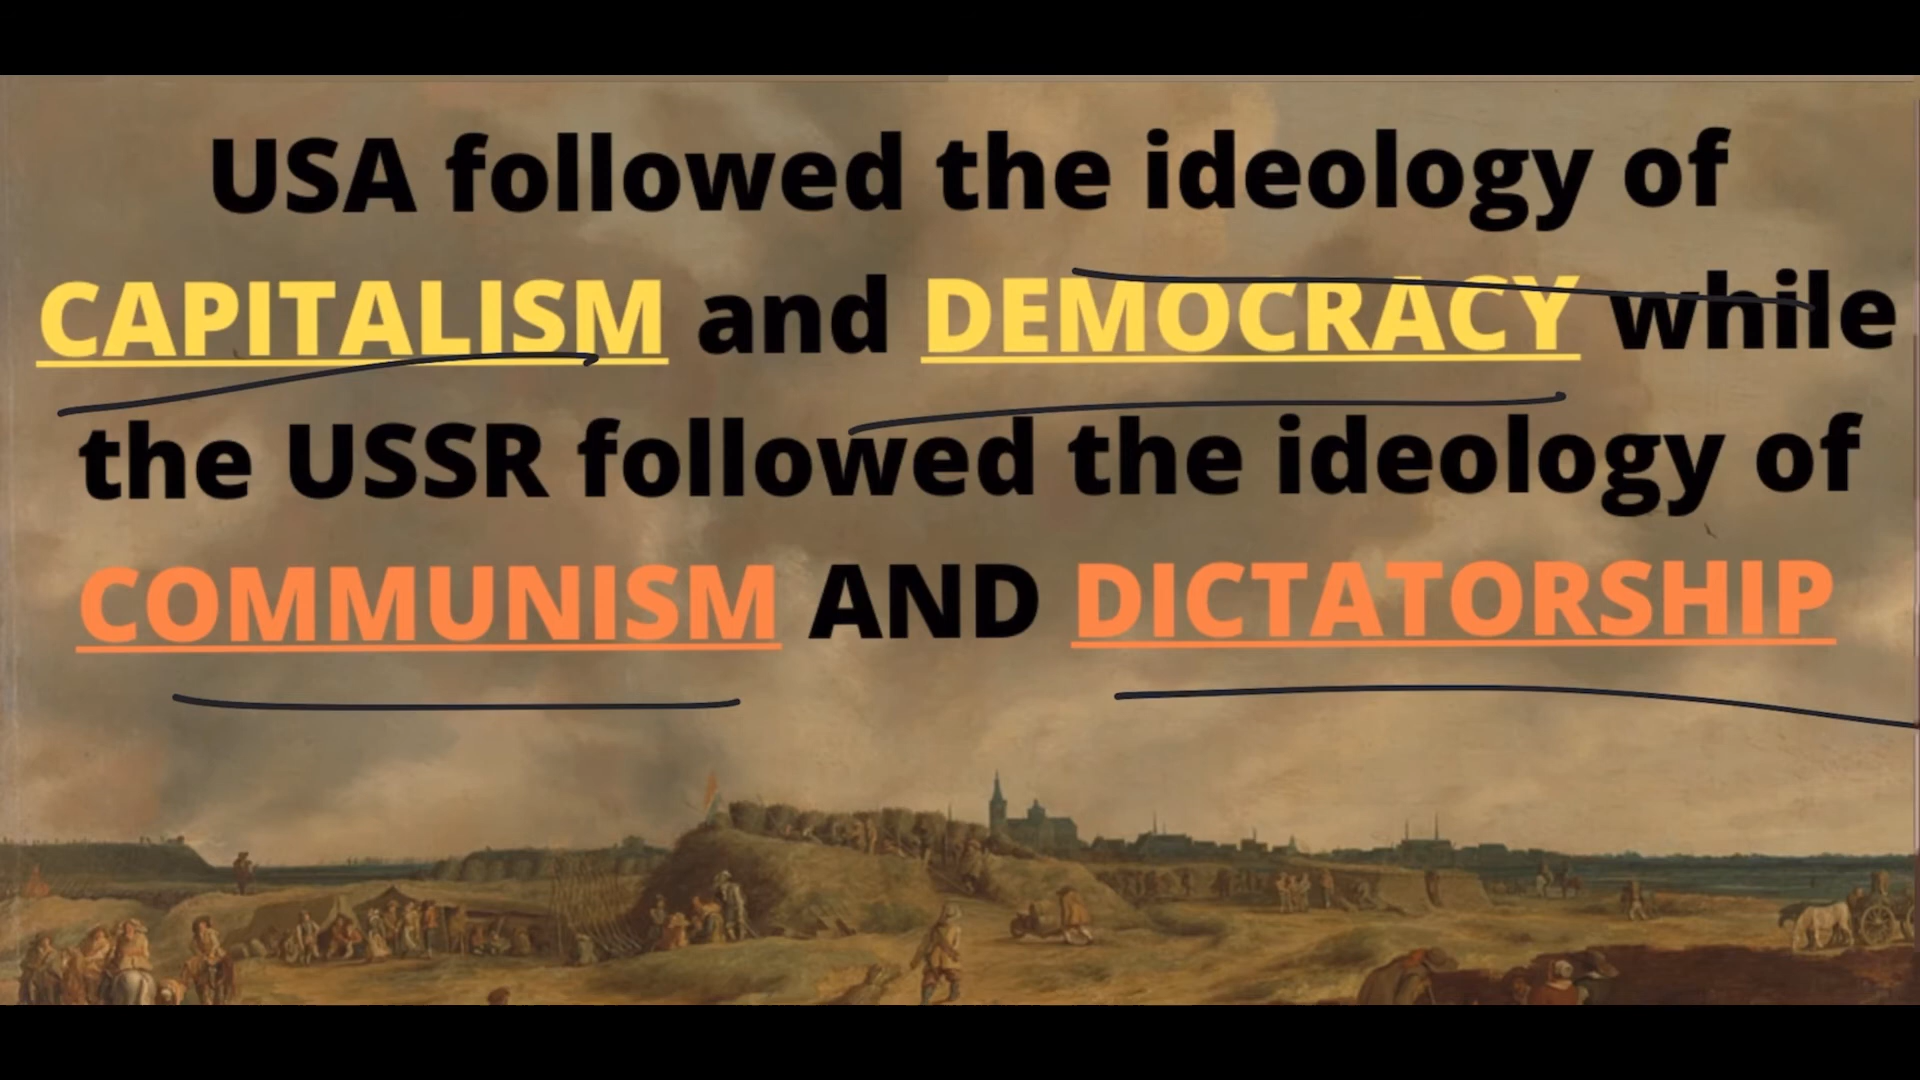 USA followed the ideology of
CAPITALISM and DEMOCRACY while
the USSR followed the ideology of
COMMUNISM AND DICTATORSHIP